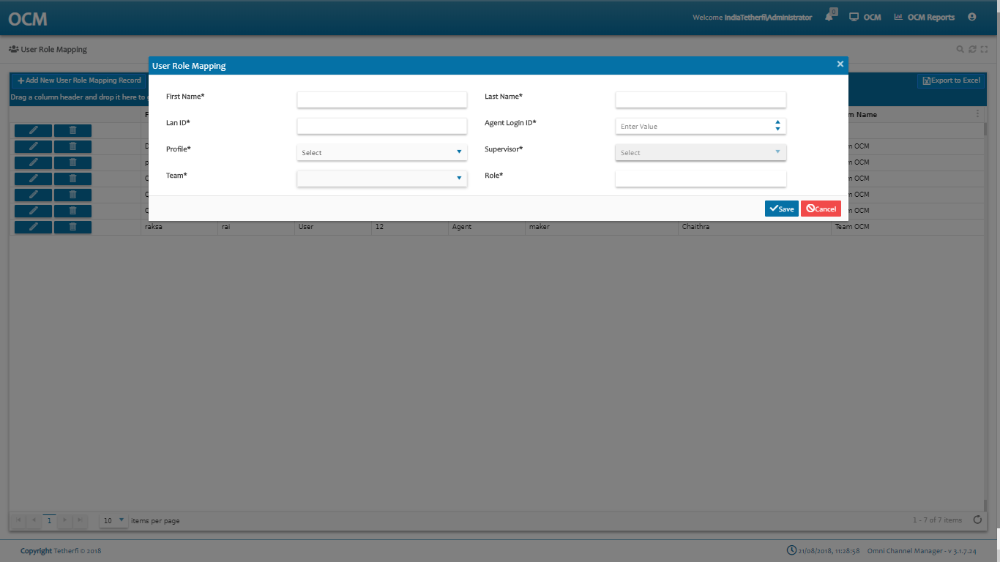 OCM
Welcome IndiaTetherfi\Administrator 0 OCM OCM Reports
User Role Mapping
User Role Mapping ×
Add New User Role Mapping Record Export to Excel
Drag a column header and drop it here to
First Name* Last Name*
Name
Lan ID* Agent Login ID* Enter Value
Profile* Select Supervisor* Select
OCM
OCM
Team* Role*
OCM
OCM
OCM
Save Cancel
raksa rai User 12 Agent maker Chaithra Team OCM
1 10 items per page 1 - 7 of 7 items
Copyright Tetherfi © 2018 21/08/2018, 11:28:58 Omni Channel Manager - v 3.1.7.24